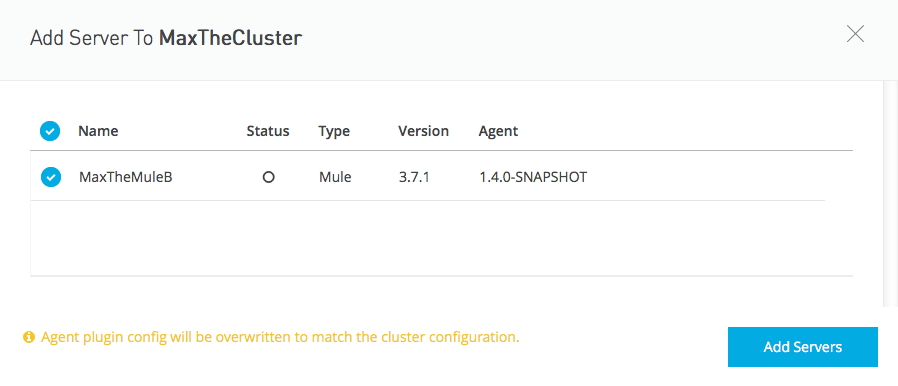 Add Server To MaxTheCluster
Name Status Type Version Agent
MaxTheMuleB Mule 3.7.1 1.4.0-SNAPSHOT
Agent plugin config will be overwritten to match the cluster configuration.
Add Servers